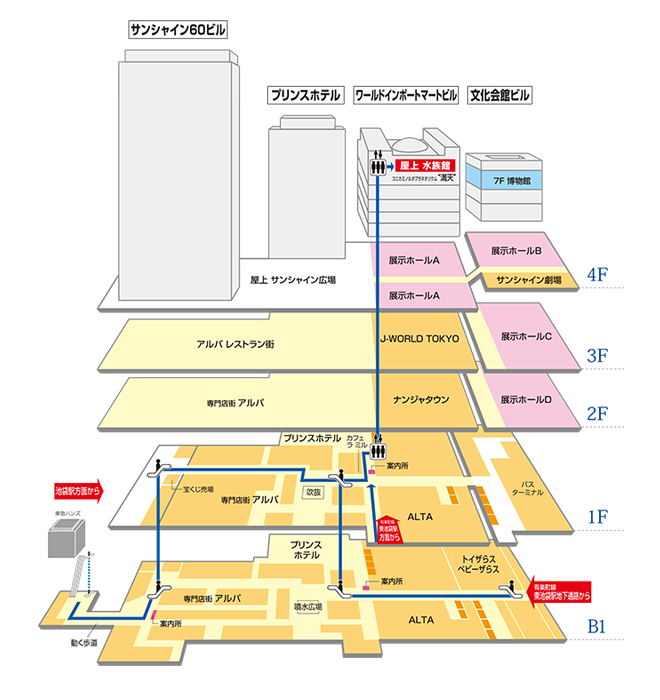 サンシャイン60ビル
プリンスホテル
ワールドインポートマートビル
文化会館ビル
屋上 水族館
コニカミノルタプラネタリウム "満天"
7F 博物館
展示ホールA
展示ホールB
屋上 サンシャイン広場
サンシャイン劇場
展示ホールA
4F
アルパ レストラン街
J-WORLD TOKYO
展示ホールC
3F
専門店街 アルパ
ナンジャタウン
展示ホールD
2F
プリンスホテル
カフェ
ラ ミル
案内所
池袋駅方面から
宝くじ売場
専門店街 アルパ
吹抜
バス
ターミナル
東急ハンズ
有楽町線
東池袋駅
方面から
ALTA
1F
プリンス
ホテル
トイザらス
ベビーザらス
案内所
有楽町線
東池袋駅地下通路から
専門店街 アルパ
噴水広場
案内所
ALTA
動く歩道
B1